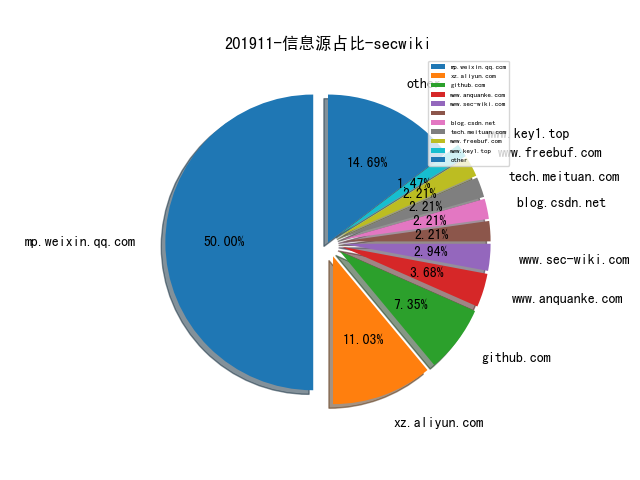 201911-信息源占比-secwiki
mp.weixin.qq.com
50.00%
xz.aliyun.com
11.03%
github.com
7.35%
www.anquanke.com
3.68%
www.sec-wiki.com
2.94%
2.21%
blog.csdn.net
2.21%
tech.meituan.com
2.21%
www.freebuf.com
2.21%
key1.top
1.47%
othe
14.69%
mp.weixin.qq.com
xz.aliyun.com
github.com
www.anquanke.com
www.sec-wiki.com
blog.csdn.net
tech.meituan.com
www.freebuf.com
www.key1.top
other